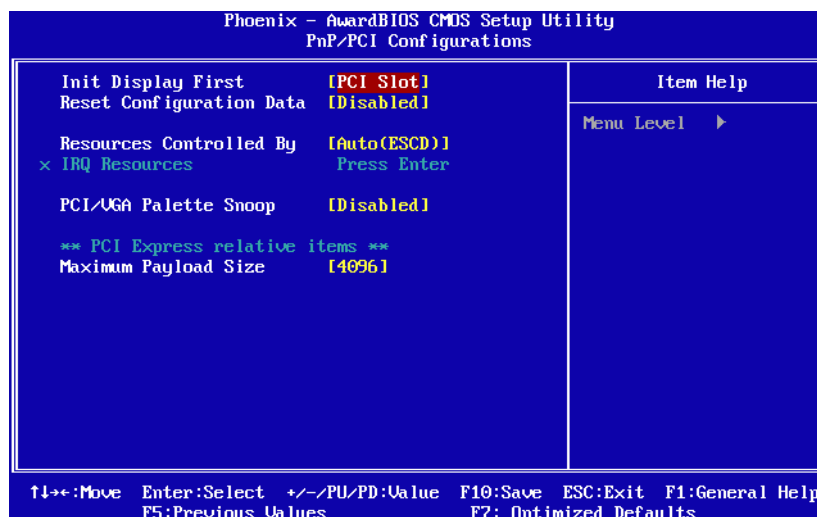 Phoenix - AwardBIOS CMOS Setup Utility
PnP/PCI Configurations
Init Display First [PCI Slot]
Reset Configuration Data [Disabled]
Resources Controlled By [Auto(ESCD)]
x IRQ Resources Press Enter
PCI/VGA Palette Snoop [Disabled]
** PCI Express relative items **
Maximum Payload Size [4096]
Item Help
Menu Level ▶
↑↓→←:Move Enter:Select +/-/PU/PD:Value F10:Save ESC:Exit F1:General Help
F5:Previous Values F7: Optimized Defaults